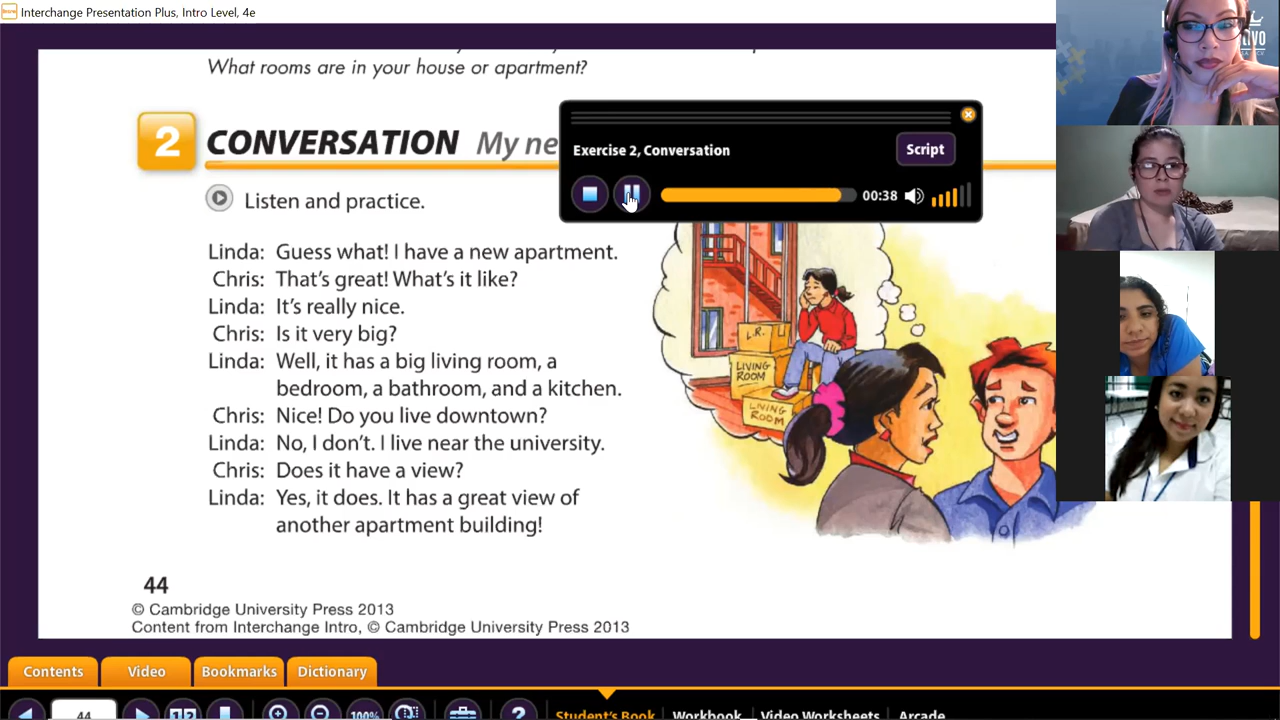 Interchange Presentation Plus, Intro Level, 4e
What rooms are in your house or apartment?
2 CONVERSATION My ne
Exercise 2, Conversation
Script
00:38
Listen and practice.
Linda: Guess what! I have a new apartment.
Chris: That's great! What's it like?
Linda: It's really nice.
Chris: Is it very big?
Linda: Well, it has a big living room, a
bedroom, a bathroom, and a kitchen.
Chris: Nice! Do you live downtown?
Linda: No, I don't. I live near the university.
Chris: Does it have a view?
Linda: Yes, it does. It has a great view of
another apartment building!
L.R.
LIVING
ROOM
LIVING
ROOM
44
© Cambridge University Press 2013
Content from Interchange Intro, © Cambridge University Press 2013
Contents Video Bookmarks Dictionary
44 100% ? Student's Book Workbook Video Worksheets Arcade